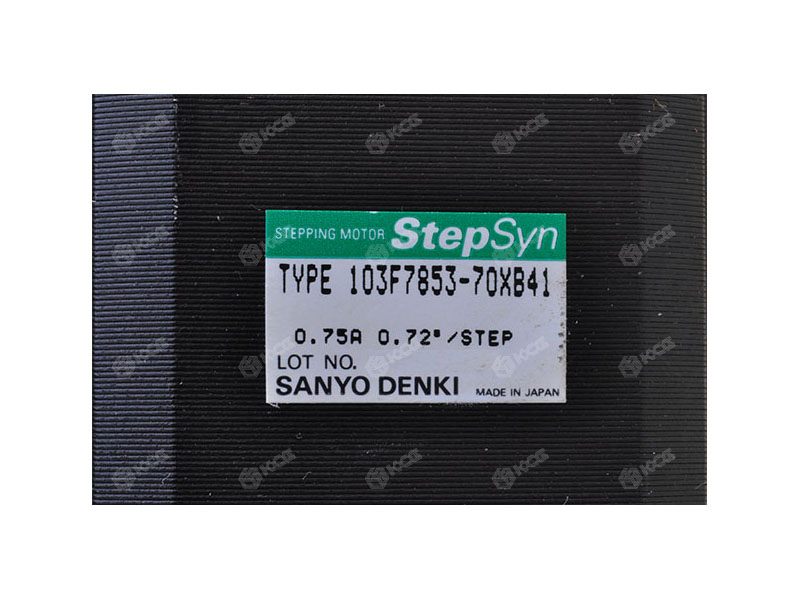 STEPPING MOTOR StepSyn
TYPE 103F7853-70XB41
0.75A 0.72°/STEP
LOT NO.
SANYO DENKI MADE IN JAPAN